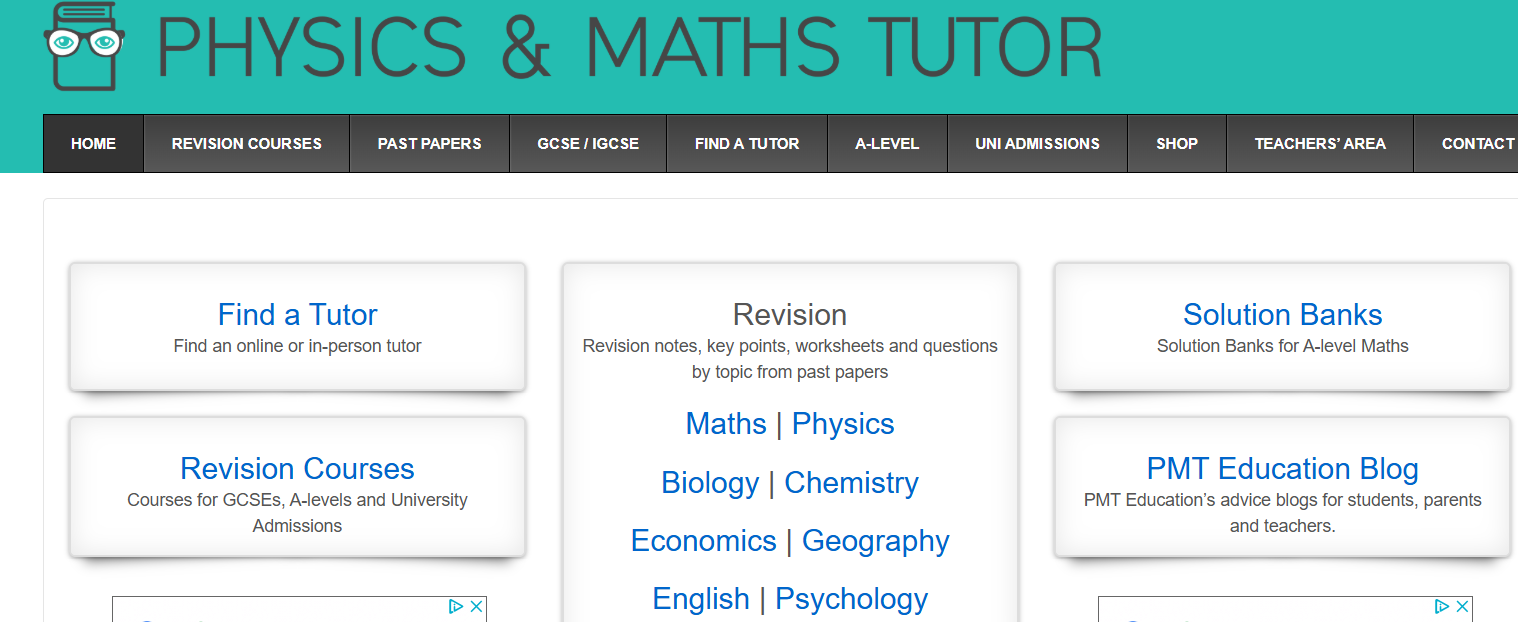 PHYSICS & MATHS TUTOR
HOME REVISION COURSES PAST PAPERS GCSE / IGCSE FIND A TUTOR A-LEVEL UNI ADMISSIONS SHOP TEACHERS’ AREA CONTACT
Find a Tutor
Find an online or in-person tutor
Revision Courses
Courses for GCSEs, A-levels and University
Admissions
Revision
Revision notes, key points, worksheets and questions
by topic from past papers
Maths | Physics
Biology | Chemistry
Economics | Geography
English | Psychology
Solution Banks
Solution Banks for A-level Maths
PMT Education Blog
PMT Education’s advice blogs for students, parents
and teachers.